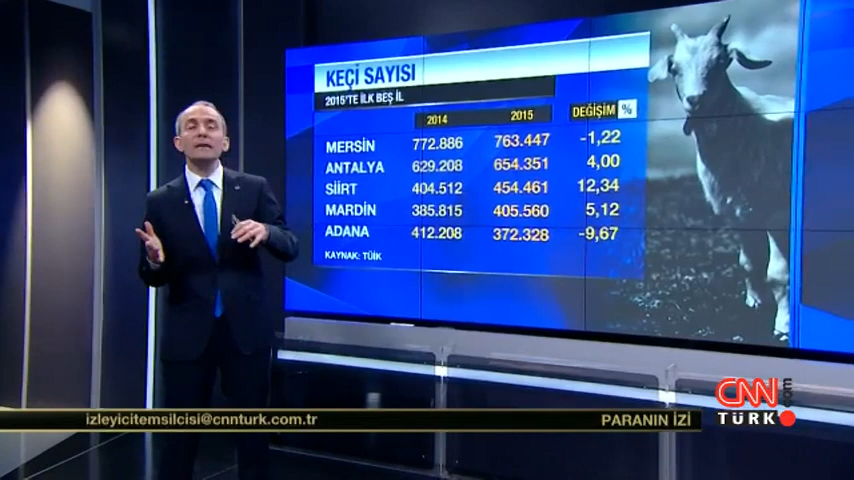 KEÇİ SAYISI
2015'TE İLK BEŞ İL
2014 2015 DEĞİŞİM %
MERSİN 772.886 763.447 -1,22
ANTALYA 629.208 654.351 4,00
SİİRT 404.512 454.461 12,34
MARDİN 385.815 405.560 5,12
ADANA 412.208 372.328 -9,67
KAYNAK: TÜİK
CNN
TÜRK
.com
izleyicitemsilcisi@cnnturk.com.tr PARANIN İZİ